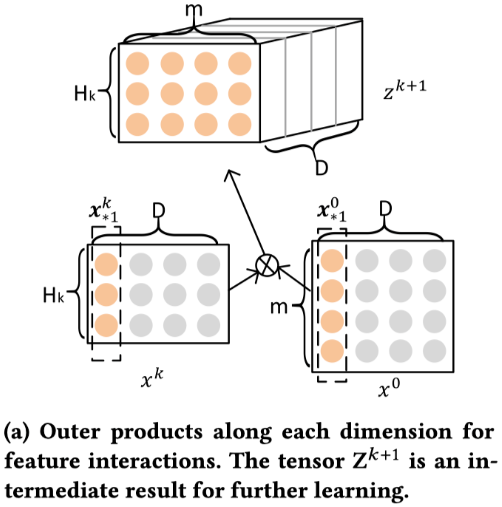 m
H_k
z^{k+1}
D
x^k_{*1} D
x^0_{*1} D
H_k
m
x^k
x^0
(a) Outer products along each dimension for
feature interactions. The tensor Z^{k+1} is an in-
termediate result for further learning.